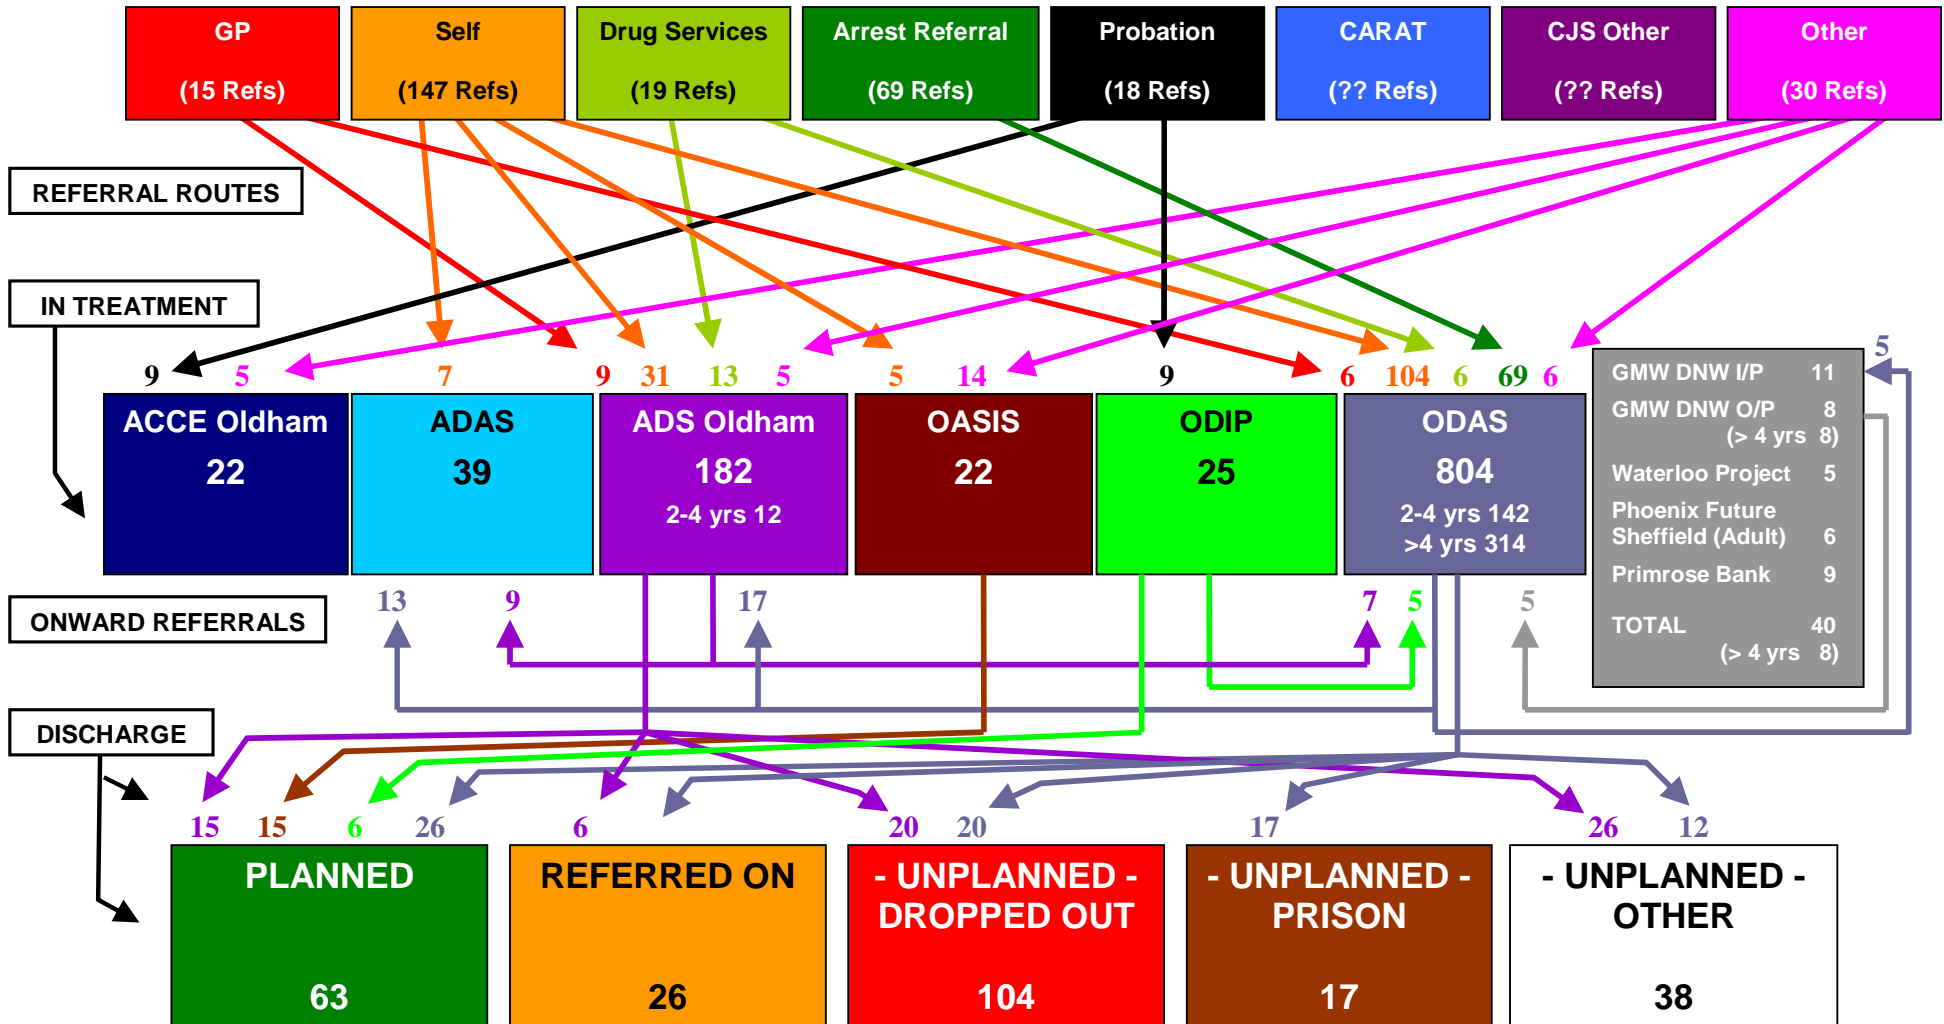 GP
(15 Refs)
Self
(147 Refs)
Drug Services
(19 Refs)
Arrest Referral
(69 Refs)
Probation
(18 Refs)
CARAT
(?? Refs)
CJS Other
(?? Refs)
Other
(30 Refs)
REFERRAL ROUTES
IN TREATMENT
9 5 7 9 31 13 5 5 14 9 6 104 6 69 6 5
ACCE Oldham
22
ADAS
39
ADS Oldham
182
2-4 yrs 12
OASIS
22
ODIP
25
ODAS
804
2-4 yrs 142
>4 yrs 314
GMW DNW I/P 11
GMW DNW O/P 8
(> 4 yrs 8)
Waterloo Project 5
Phoenix Future
Sheffield (Adult) 6
Primrose Bank 9
TOTAL 40
(> 4 yrs 8)
ONWARD REFERRALS
13 9 17 7 5 5
DISCHARGE
15 15 6 26 6 20 20 17 26 12
PLANNED
63
REFERRED ON
26
- UNPLANNED -
DROPPED OUT
104
- UNPLANNED -
PRISON
17
- UNPLANNED -
OTHER
38